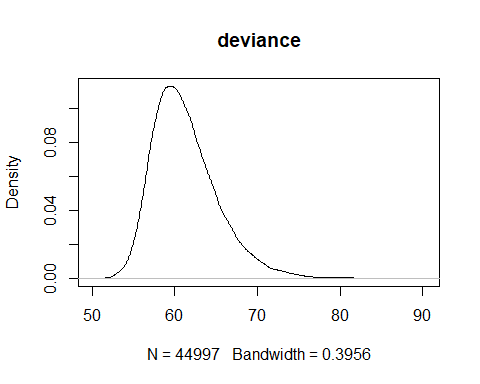 deviance
Density
0.08
0.04
0.00
50 60 70 80 90
N = 44997 Bandwidth = 0.3956